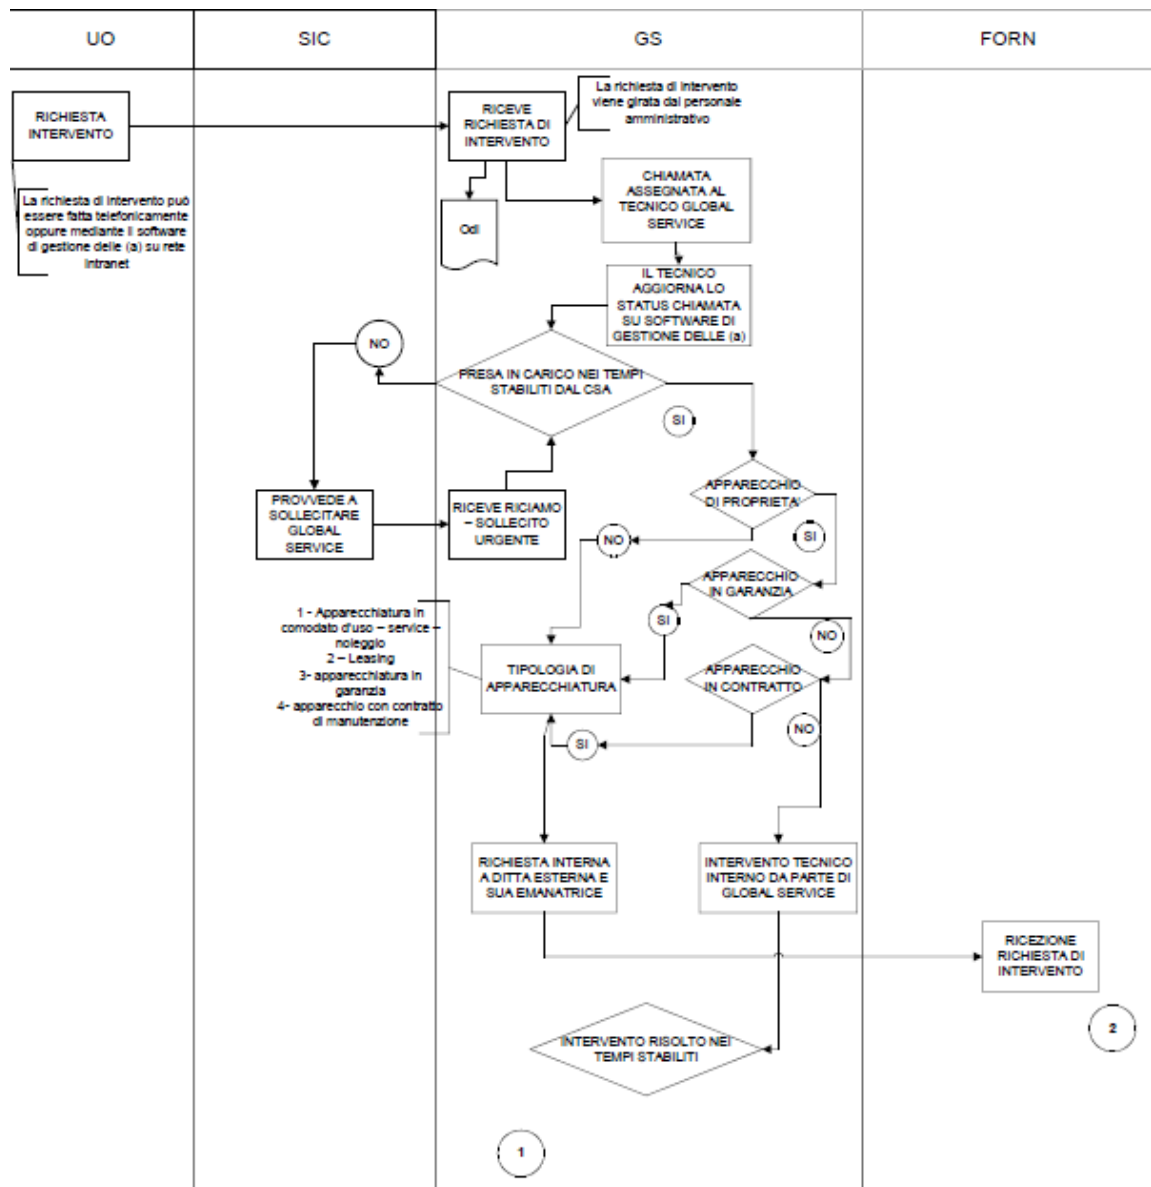 UO
SIC
GS
FORN
RICHIESTA
INTERVENTO
RICEVE
RICHIESTA DI
INTERVENTO
La richiesta di intervento
viene girata dal personale
amministrativo
La richiesta di intervento può
essere fatta telefonicamente
oppure mediante il software
di gestione delle (a) su rete
intranet
OdI
CHIAMATA
ASSEGNATA AL
TECNICO GLOBAL
SERVICE
IL TECNICO
AGGIORNA LO
STATUS CHIAMATA
SU SOFTWARE DI
GESTIONE DELLE (a)
NO
PRESA IN CARICO NEI TEMPI
STABILITI DAL CSA
SI
PROVVEDE A
SOLLECITARE
GLOBAL
SERVICE
RICEVE RICIAMO
– SOLLECITO
URGENTE
APPARECCHIO
DI PROPRIETA'
NO
SI
APPARECCHIO
IN GARANZIA
SI
NO
1 - Apparecchiatura in
comodato d'uso – service –
noleggio
2 – Leasing
3- apparecchiatura in
garanzia
4- apparecchio con contratto
di manutenzione
TIPOLOGIA DI
APPARECCHIATURA
APPARECCHIO
IN CONTRATTO
SI
NO
RICHIESTA INTERNA
A DITTA ESTERNA E
SUA EMANATRICE
INTERVENTO TECNICO
INTERNO DA PARTE DI
GLOBAL SERVICE
RICEZIONE
RICHIESTA DI
INTERVENTO
2
INTERVENTO RISOLTO NEI
TEMPI STABILITI
1